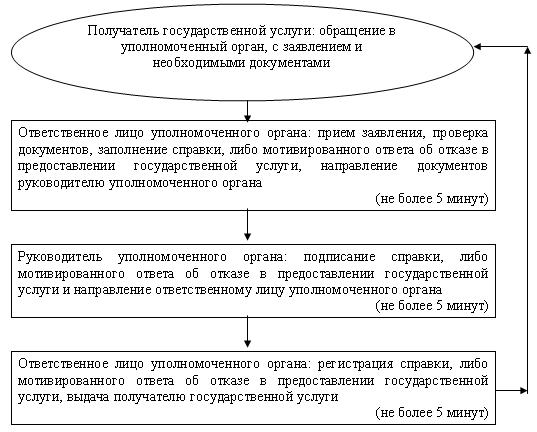 Получатель государственной услуги: обращение в
уполномоченный орган, с заявлением и
необходимыми документами
Ответственное лицо уполномоченного органа: прием заявления, проверка
документов, заполнение справки, либо мотивированного ответа об отказе в
предоставлении государственной услуги, направление документов
руководителю уполномоченного органа
(не более 5 минут)
Руководитель уполномоченного органа: подписание справки, либо
мотивированного ответа об отказе в предоставлении государственной
услуги и направление ответственному лицу уполномоченного органа
(не более 5 минут)
Ответственное лицо уполномоченного органа: регистрация справки, либо
мотивированного ответа об отказе в предоставлении государственной
услуги, выдача получателю государственной услуги
(не более 5 минут)